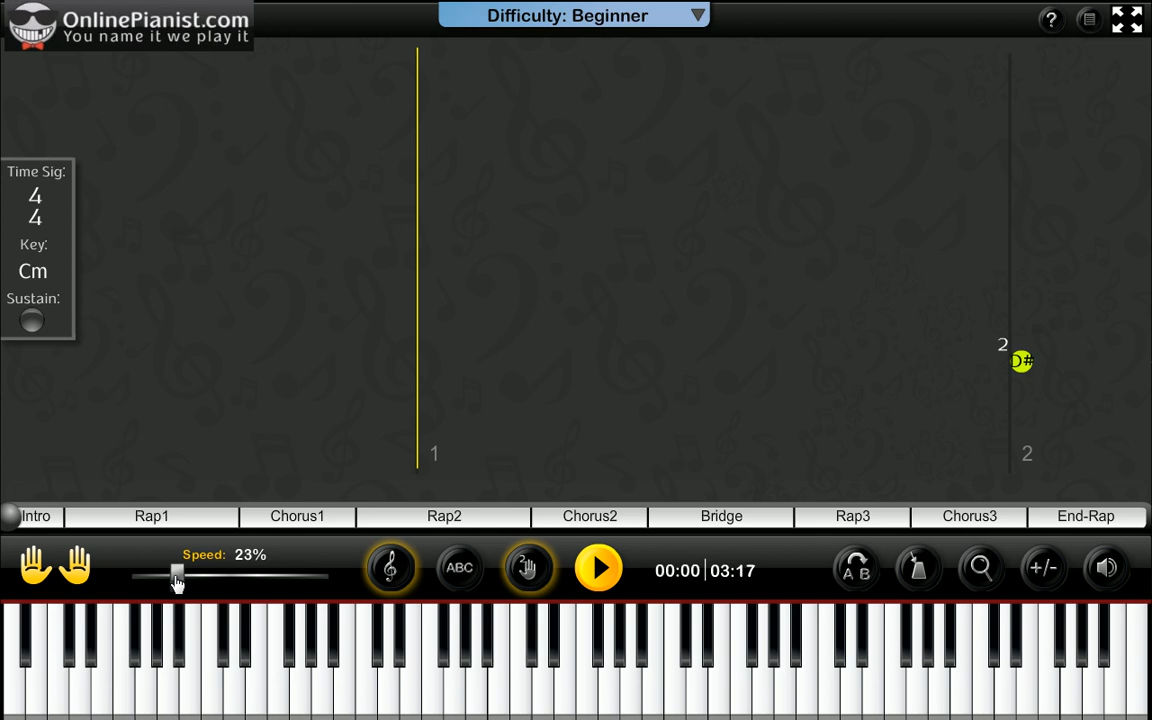 OnlinePianist.com
You name it we play it
Difficulty: Beginner
?
Time Sig:
4
4
Key:
Cm
Sustain:
2
D#
1
2
Intro
Rap1
Chorus1
Rap2
Chorus2
Bridge
Rap3
Chorus3
End-Rap
Speed: 23%
ABC
2
00:00|03:17
A B
+/-